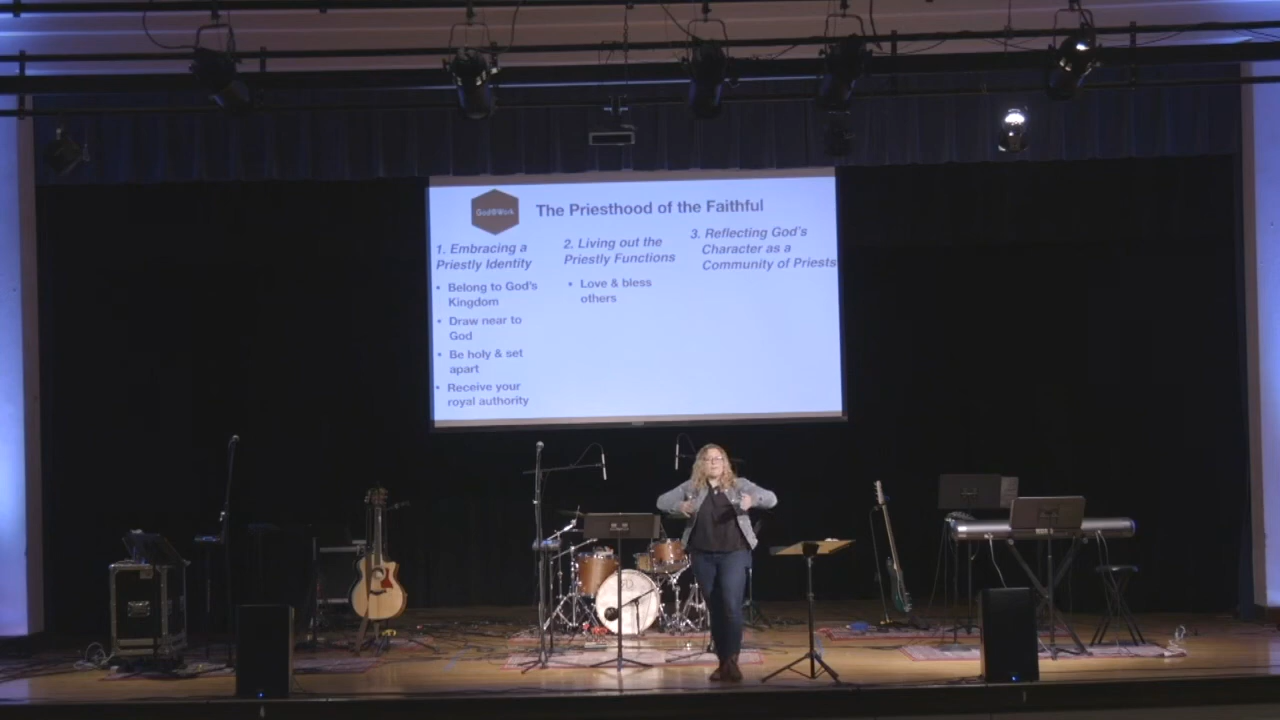 God@Work
The Priesthood of the Faithful
1. Embracing a
Priestly Identity
• Belong to God's
Kingdom
• Draw near to
God
• Be holy & set
apart
• Receive your
royal authority
2. Living out the
Priestly Functions
• Love & bless
others
3. Reflecting God's
Character as a
Community of Priests